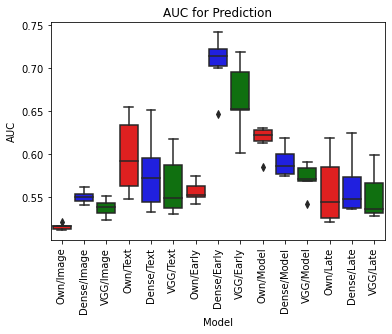 AUC for Prediction
AUC
0.75
0.70
0.65
0.60
0.55
Own/Image
Dense/Image
VGG/Image
Own/Text
Dense/Text
VGG/Text
Own/Early
Dense/Early
VGG/Early
Own/Model
Dense/Model
VGG/Model
Own/Late
Dense/Late
VGG/Late
Model